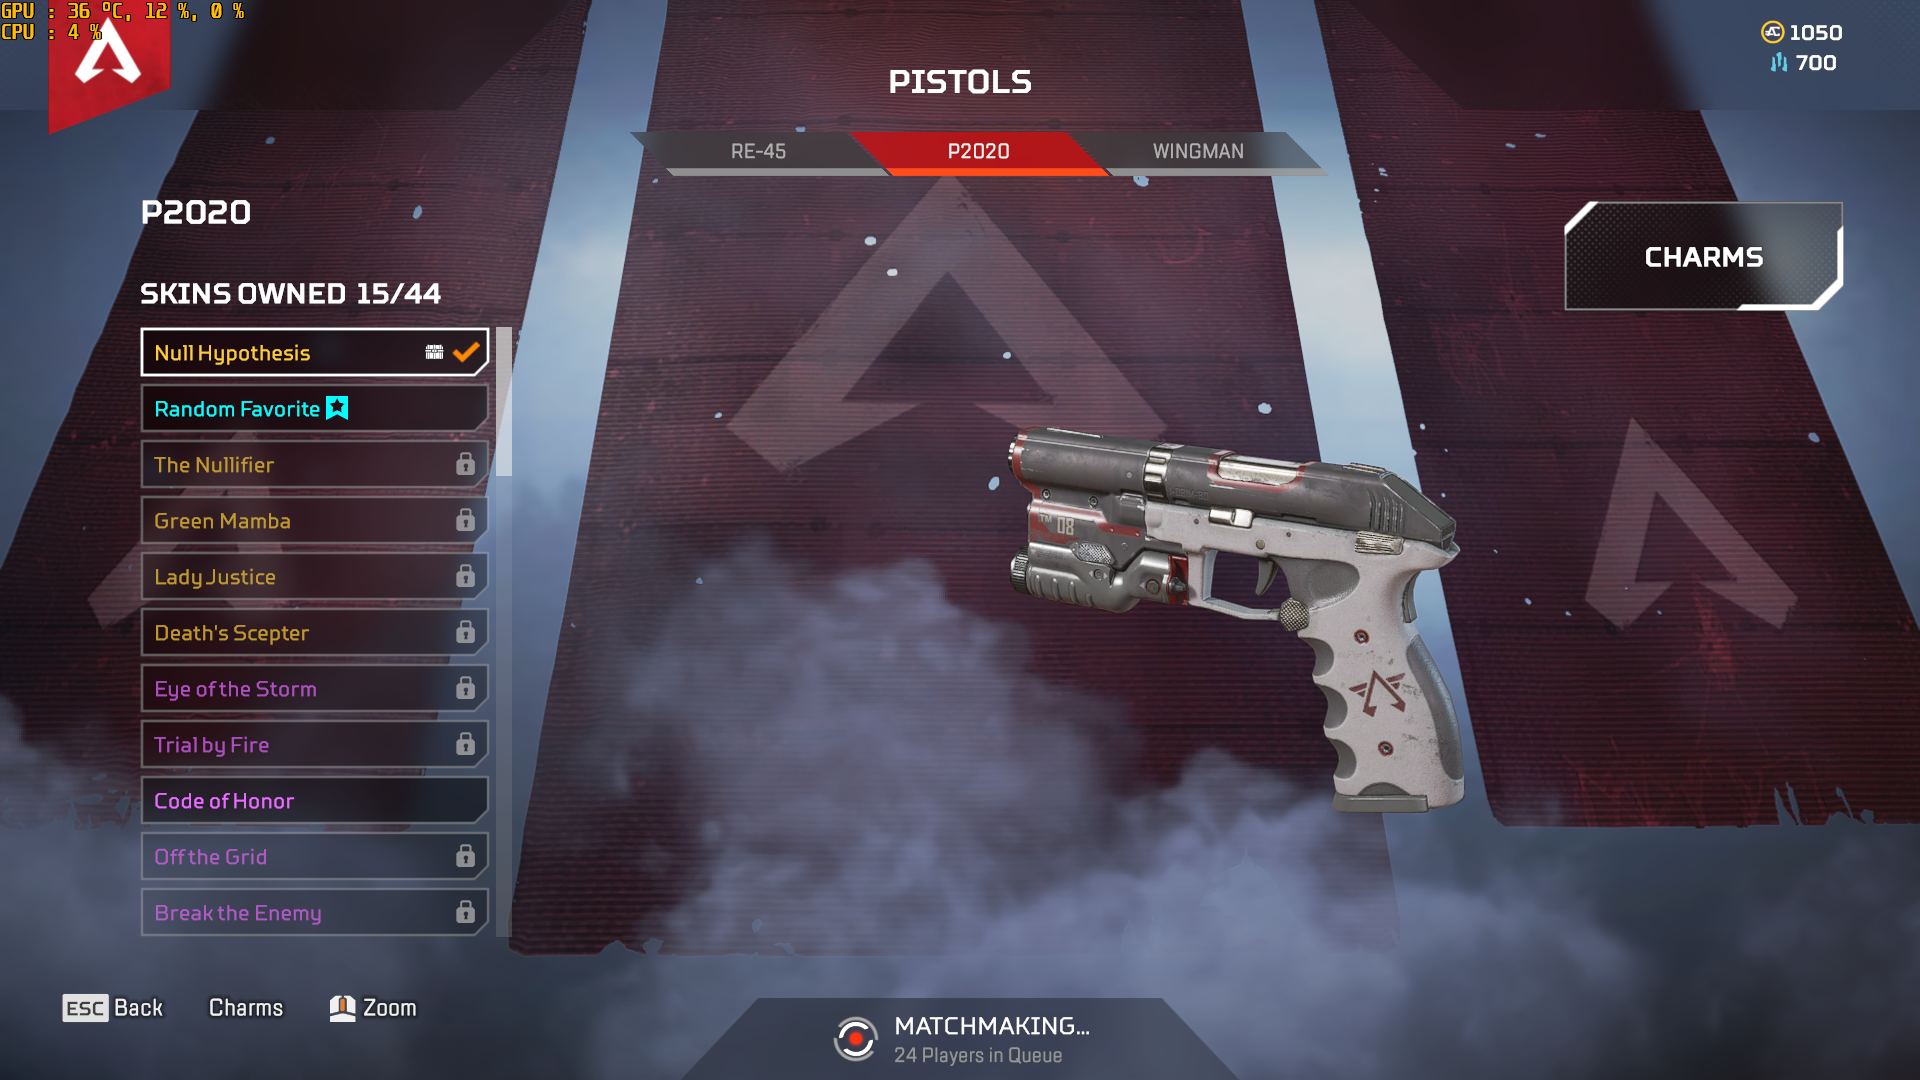 GPU : 36 ºC, 12 %, 0 %
CPU : 4 %
1050
700
PISTOLS
RE-45
P2020
WINGMAN
P2020
CHARMS
SKINS OWNED 15/44
Null Hypothesis
Random Favorite
The Nullifier
Green Mamba
Lady Justice
Death's Scepter
Eye of the Storm
Trial by Fire
Code of Honor
Off the Grid
Break the Enemy
TM 08
ESC Back
Charms
Zoom
MATCHMAKING...
24 Players in Queue